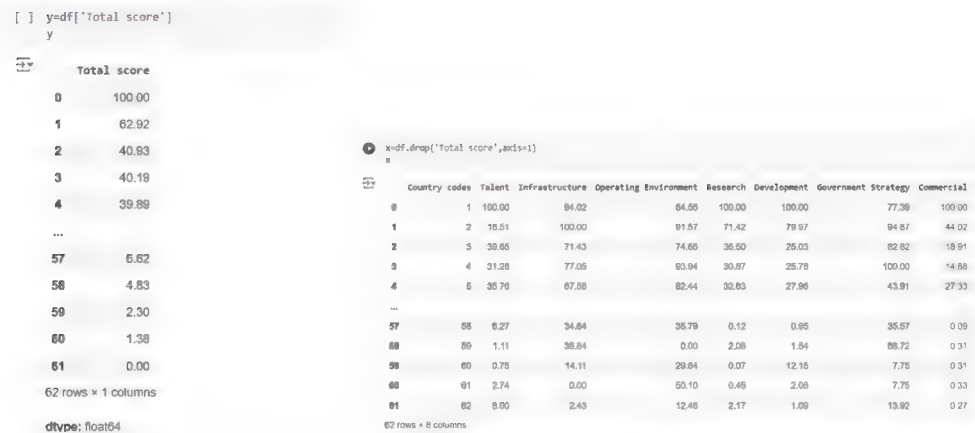 [ ] y=df['Total score']
y
Total score
0 100.00
1 62.92
2 40.93
3 40.19
4 39.89
...
57 6.62
58 4.83
59 2.30
60 1.38
61 0.00
62 rows × 1 columns
dtype: float64
x=df.drop('Total score',axis=1)
Country codes Talent Infrastructure Operating Environment Research Development Government Strategy Commercial
0 1 100.00 94.02 64.56 100.00 100.00 77.39 100.00
1 2 16.51 100.00 91.57 71.42 79.97 94.87 44.02
2 3 39.65 71.43 74.65 36.50 25.03 82.82 18.91
3 4 31.28 77.05 93.94 30.67 25.78 100.00 14.88
4 5 35.76 67.58 82.44 32.63 27.96 43.91 27.33
...
57 58 6.27 34.64 35.79 0.12 0.95 35.57 0.09
58 59 1.11 38.84 0.00 2.08 1.54 68.72 0.31
59 60 0.75 14.11 29.84 0.07 12.15 7.75 0.31
60 61 2.74 0.00 50.10 0.46 2.08 7.75 0.33
61 62 2.43 12.46 2.17 1.09 13.92 0.27
62 rows × 8 columns